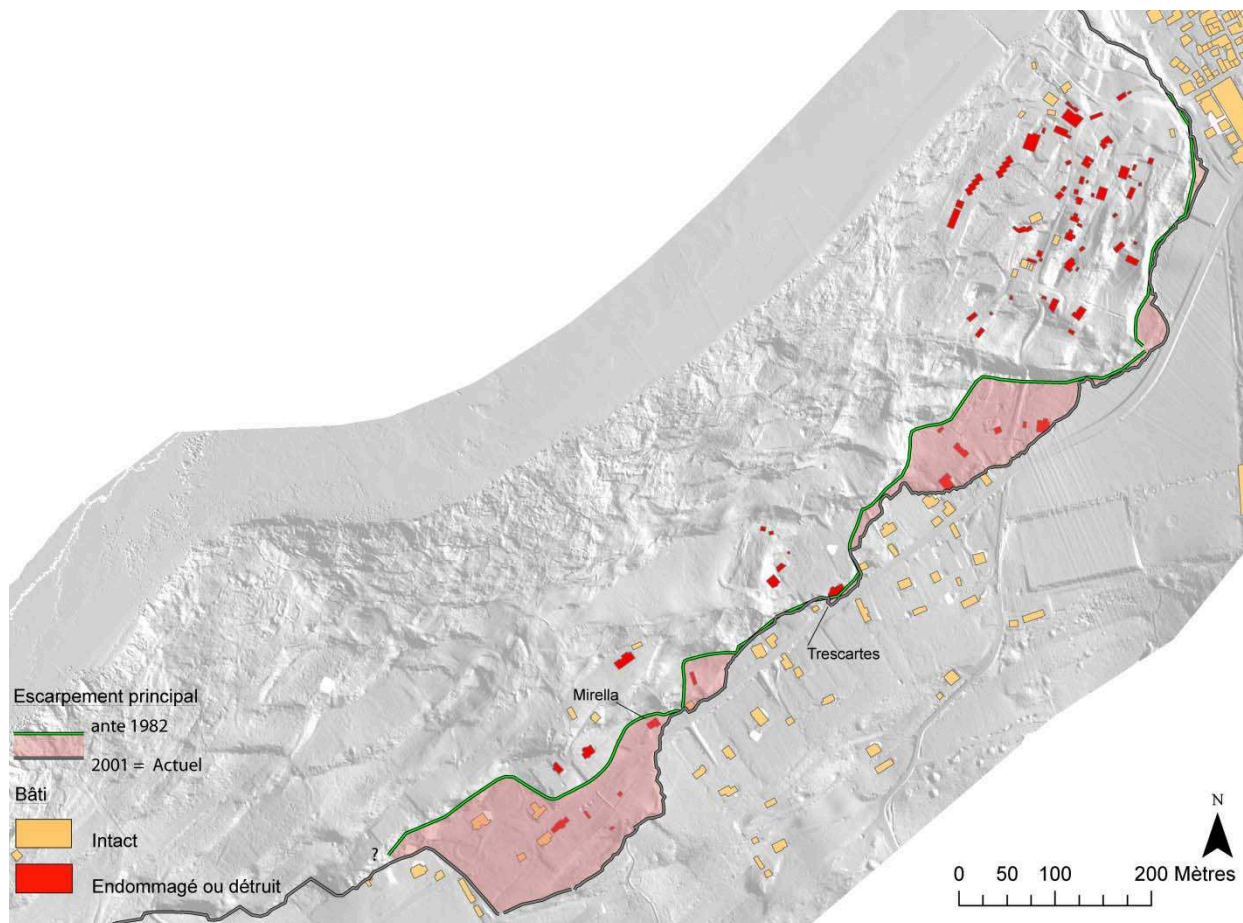 Trescartes
Mirella
?
Escarpement principal
ante 1982
2001 = Actuel
Bâti
Intact
Endommagé ou détruit
N
0 50 100 200 Mètres